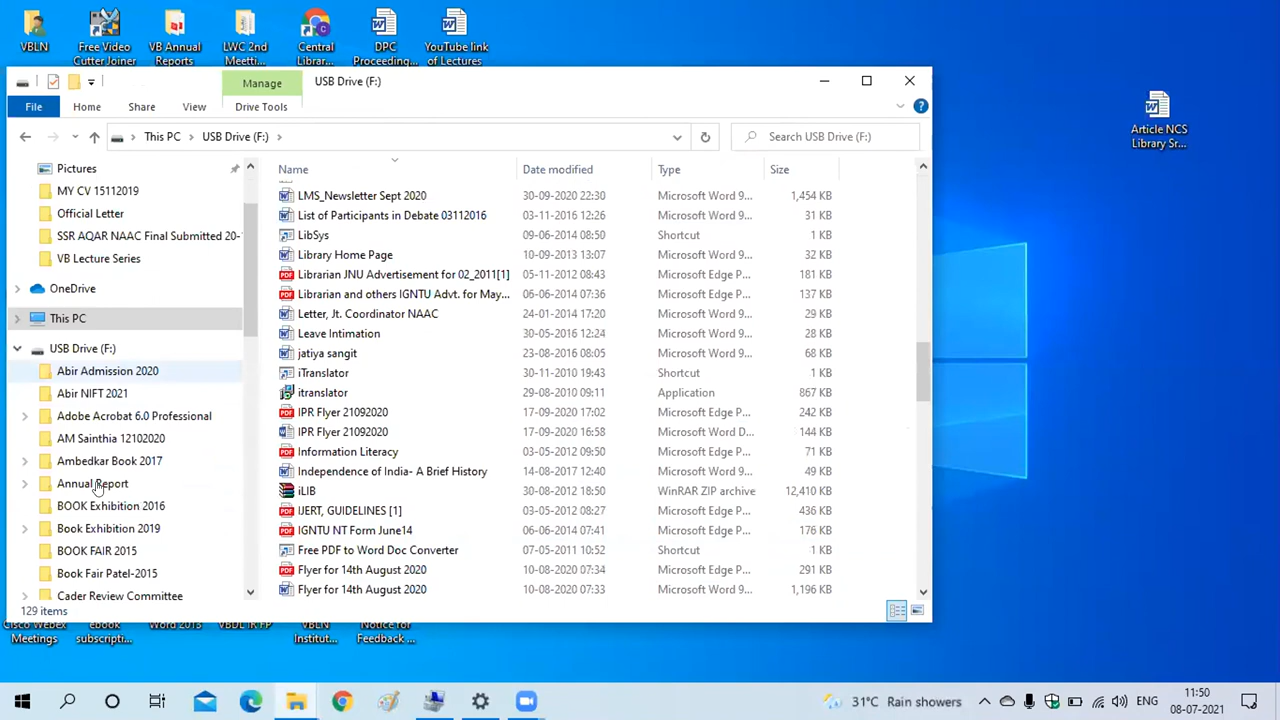 VBLN
Free Video
Cutter Joiner
VB Annual
Reports
LWC 2nd
Meetti...
Central
Librar...
DPC
Proceeding...
YouTube link
of Lectures
Manage
USB Drive (F:)
File
Home
Share
View
Drive Tools
This PC
USB Drive (F:)
Search USB Drive (F:)
Article NCS
Library Sr...
Pictures
MY CV 15112019
Official Letter
SSR AQAR NAAC Final Submitted 20-
VB Lecture Series
OneDrive
This PC
USB Drive (F:)
Abir Admission 2020
Abir NIFT 2021
Adobe Acrobat 6.0 Professional
AM Sainthia 12102020
Ambedkar Book 2017
Annual Report
BOOK Exhibition 2016
Book Exhibition 2019
BOOK FAIR 2015
Book Fair Patel-2015
Cader Review Committee
Name Date modified Type Size
LMS_Newsletter Sept 2020 30-09-2020 22:30 Microsoft Word 9... 1,454 KB
List of Participants in Debate 03112016 03-11-2016 12:26 Microsoft Word 9... 31 KB
LibSys 09-06-2014 08:50 Shortcut 1 KB
Library Home Page 10-09-2013 13:07 Microsoft Word 9... 32 KB
Librarian JNU Advertisement for 02_2011[1] 05-11-2012 08:43 Microsoft Edge P... 181 KB
Librarian and others IGNTU Advt. for May... 06-06-2014 07:36 Microsoft Edge P... 137 KB
Letter, Jt. Coordinator NAAC 24-01-2014 17:20 Microsoft Word 9... 29 KB
Leave Intimation 30-05-2016 12:24 Microsoft Word 9... 28 KB
jatiya sangit 23-08-2016 08:05 Microsoft Word 9... 68 KB
iTranslator 30-11-2010 19:43 Shortcut 1 KB
itranslator 29-08-2010 09:11 Application 867 KB
IPR Flyer 21092020 17-09-2020 17:02 Microsoft Edge P... 242 KB
IPR Flyer 21092020 17-09-2020 16:58 Microsoft Word D... 144 KB
Information Literacy 03-05-2012 09:50 Microsoft Edge P... 71 KB
Independence of India- A Brief History 14-08-2017 12:40 Microsoft Word 9... 49 KB
iLIB 30-08-2012 18:50 WinRAR ZIP archive 12,410 KB
IJERT, GUIDELINES [1] 03-05-2012 08:27 Microsoft Edge P... 436 KB
IGNTU NT Form June14 06-06-2014 07:41 Microsoft Edge P... 176 KB
Free PDF to Word Doc Converter 07-05-2011 10:52 Shortcut 1 KB
Flyer for 14th August 2020 10-08-2020 07:34 Microsoft Edge P... 291 KB
Flyer for 14th August 2020 10-08-2020 07:33 Microsoft Word 9... 1,196 KB
129 items
Cisco Webex
Meetings
ebook
subscripti...
Word 2013
VBDL IR FP
VBLN
Institut...
Notice for
Feedback ...
31°C Rain showers
ENG
11:50
08-07-2021